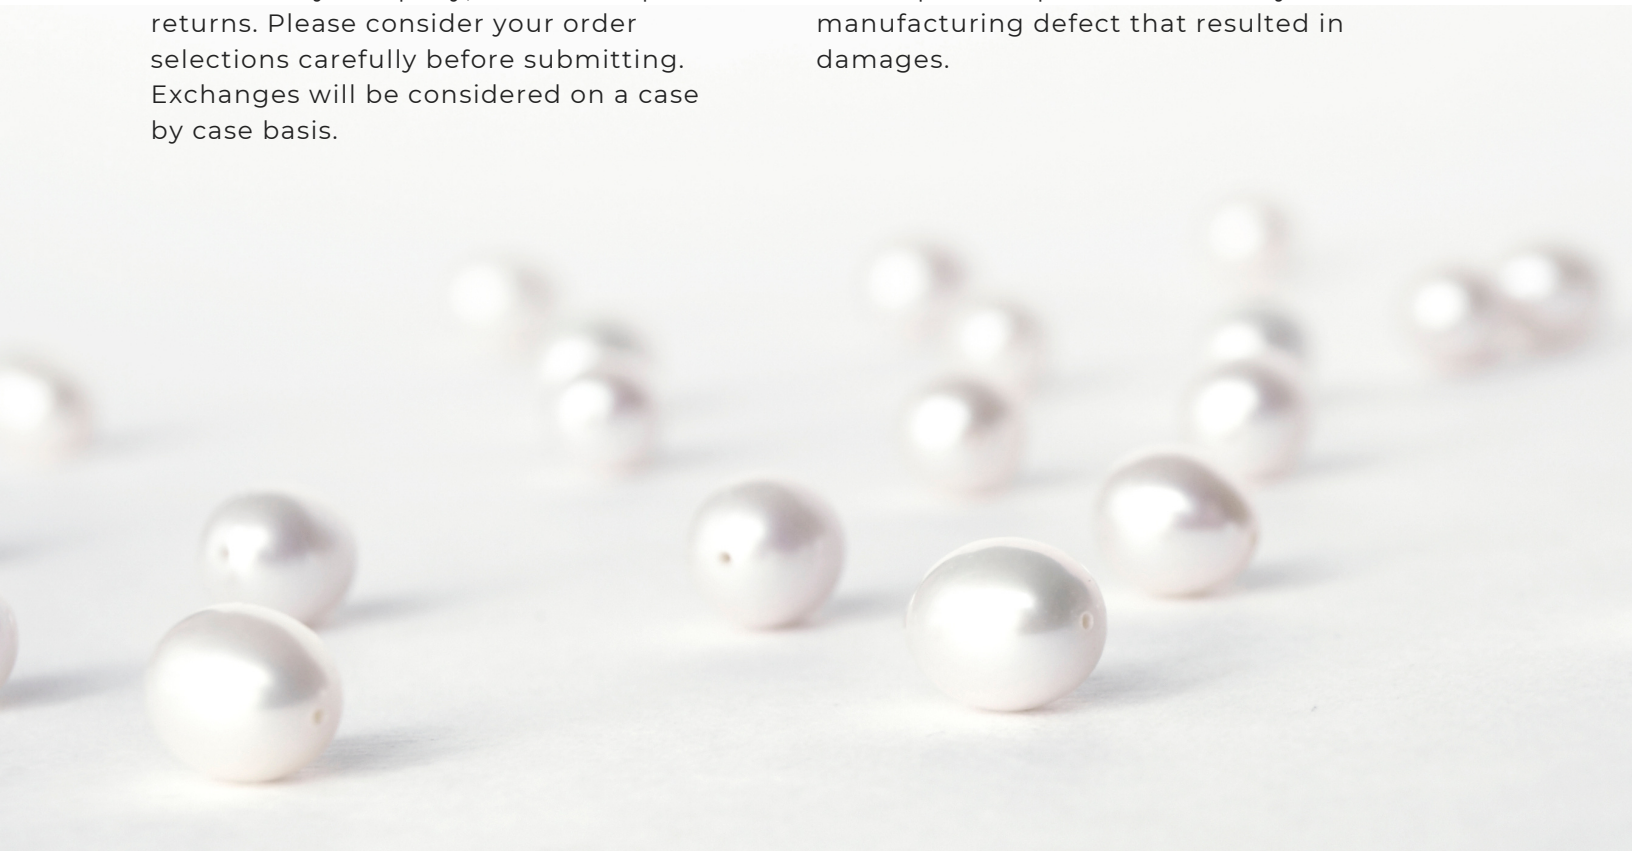 returns. Please consider your order
selections carefully before submitting.
Exchanges will be considered on a case
by case basis.
manufacturing defect that resulted in
damages.